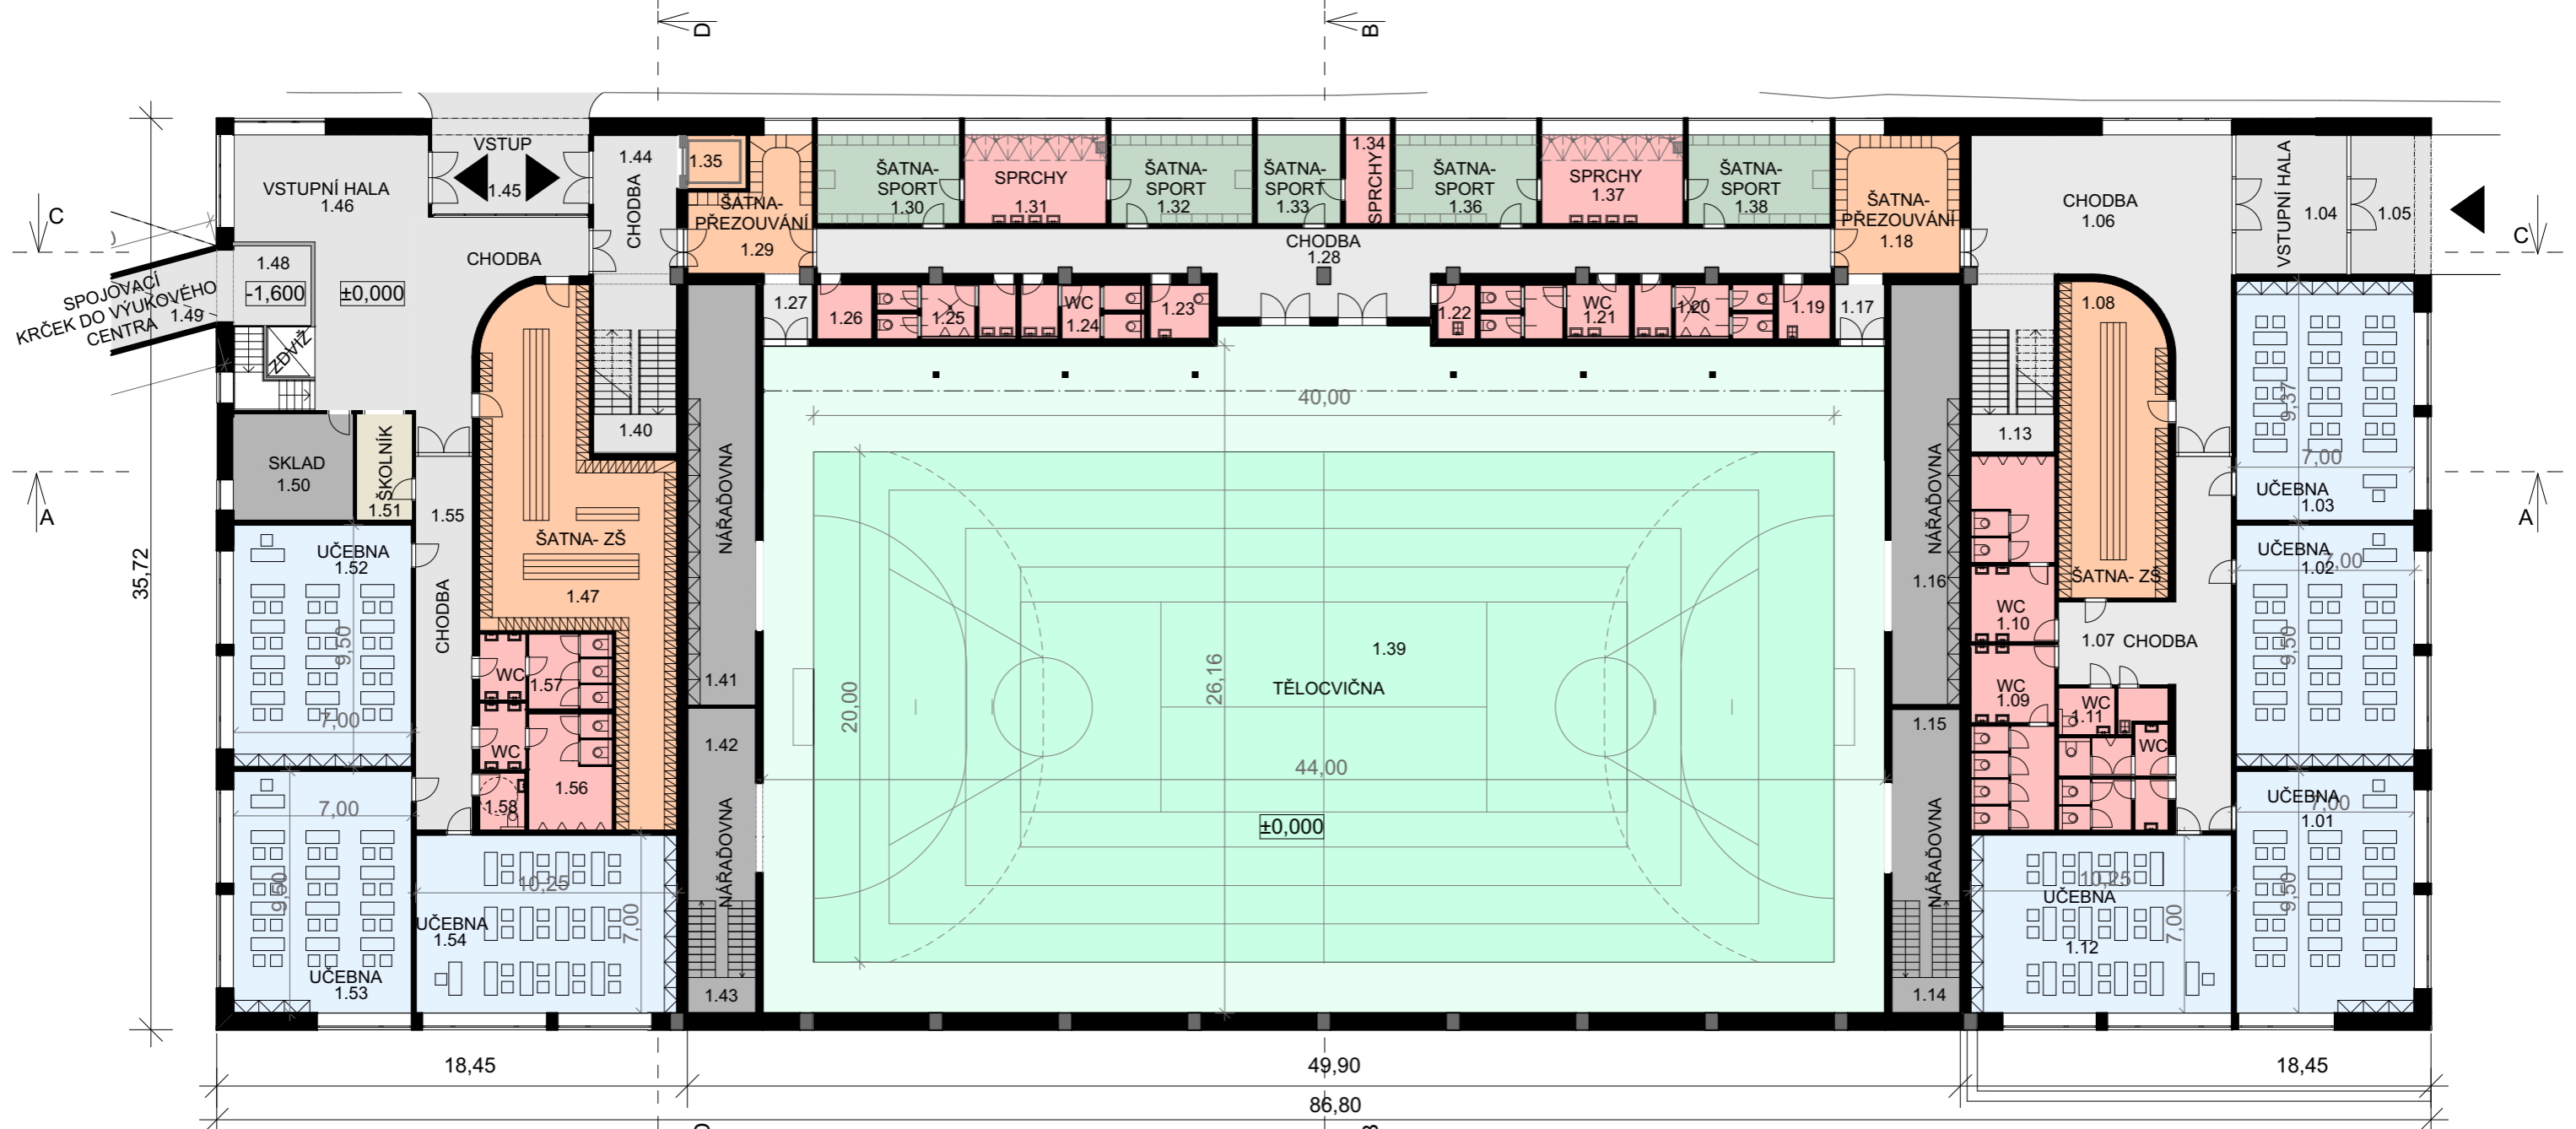 D
B
VSTUP
1.45
VSTUPNÍ HALA
1.46
1.44
CHODBA
1.35
ŠATNA-
PŘEZOUVÁNÍ
1.29
ŠATNA-
SPORT
1.30
SPRCHY
1.31
ŠATNA-
SPORT
1.32
ŠATNA-
SPORT
1.33
1.34
SPRCHY
ŠATNA-
SPORT
1.36
SPRCHY
1.37
ŠATNA-
SPORT
1.38
ŠATNA-
PŘEZOUVÁNÍ
1.18
CHODBA
1.06
VSTUPNÍ HALA
1.04
1.05
C
C
CHODBA
CHODBA
1.28
1.48
-1,600
±0,000
SPOJOVACÍ
KRČEK DO VÝUKOVÉHO
CENTRA
1.49
ZDVIŽ
1.27
1.26
1.25
WC
1.24
1.23
1.22
WC
1.21
1.20
1.19
1.17
1.08
40,00
9,37
SKLAD
1.50
ŠKOLNÍK
1.51
1.40
NÁŘAĎOVNA
NÁŘAĎOVNA
1.13
7,00
UČEBNA
1.03
A
A
1.55
UČEBNA
1.52
ŠATNA- ZŠ
1.47
CHODBA
35,72
9,50
7,00
1.16
ŠATNA- ZŠ
UČEBNA
7,00
1.02
9,50
WC
1.10
1.07
CHODBA
1.39
TĚLOCVIČNA
26,16
20,00
WC
1.57
1.41
WC
1.09
WC
1.11
WC
1.42
1.15
WC
1.56
1.58
44,00
±0,000
7,00
9,50
UČEBNA
1.53
UČEBNA
1.54
10,25
7,00
NÁŘAĎOVNA
1.43
NÁŘAĎOVNA
1.14
10,25
UČEBNA
1.12
7,00
UČEBNA
7,00
1.01
9,50
18,45
49,90
18,45
86,80